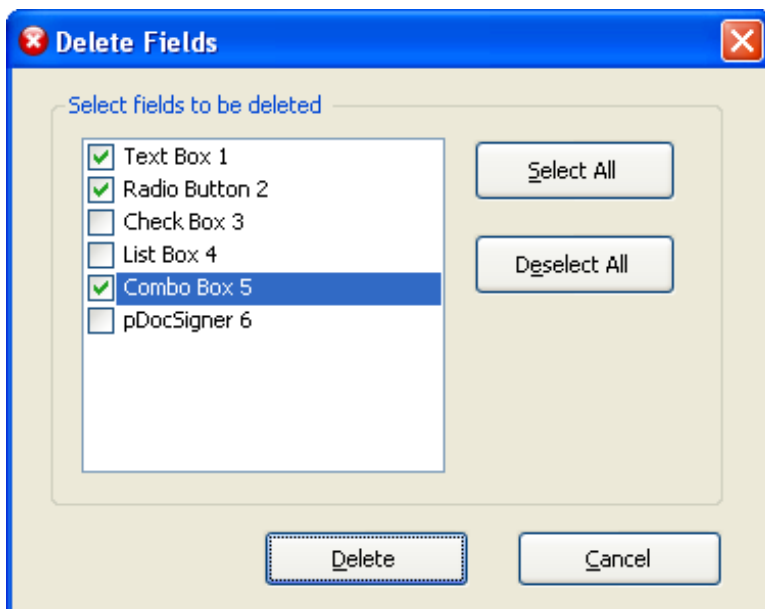 Delete Fields
Select fields to be deleted
Text Box 1
Radio Button 2
Check Box 3
List Box 4
Combo Box 5
pDocSigner 6
Select All
Deselect All
Delete
Cancel